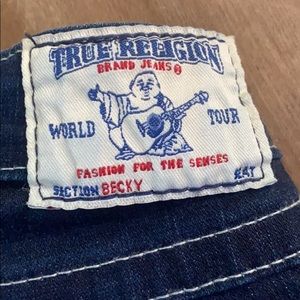 TRUE RELIGION
BRAND JEANS®
WORLD TOUR
FASHION FOR THE SENSES
SECTION BECKY